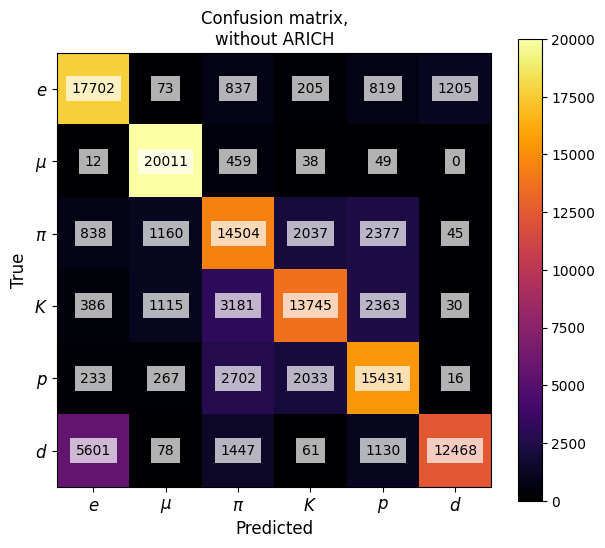 Confusion matrix,
without ARICH
True
e 17702 73 837 205 819 1205
μ 12 20011 459 38 49 0
π 838 1160 14504 2037 2377 45
K 386 1115 3181 13745 2363 30
p 233 267 2702 2033 15431 16
d 5601 78 1447 61 1130 12468
e μ π K p d
Predicted
20000
17500
15000
12500
10000
7500
5000
2500
0